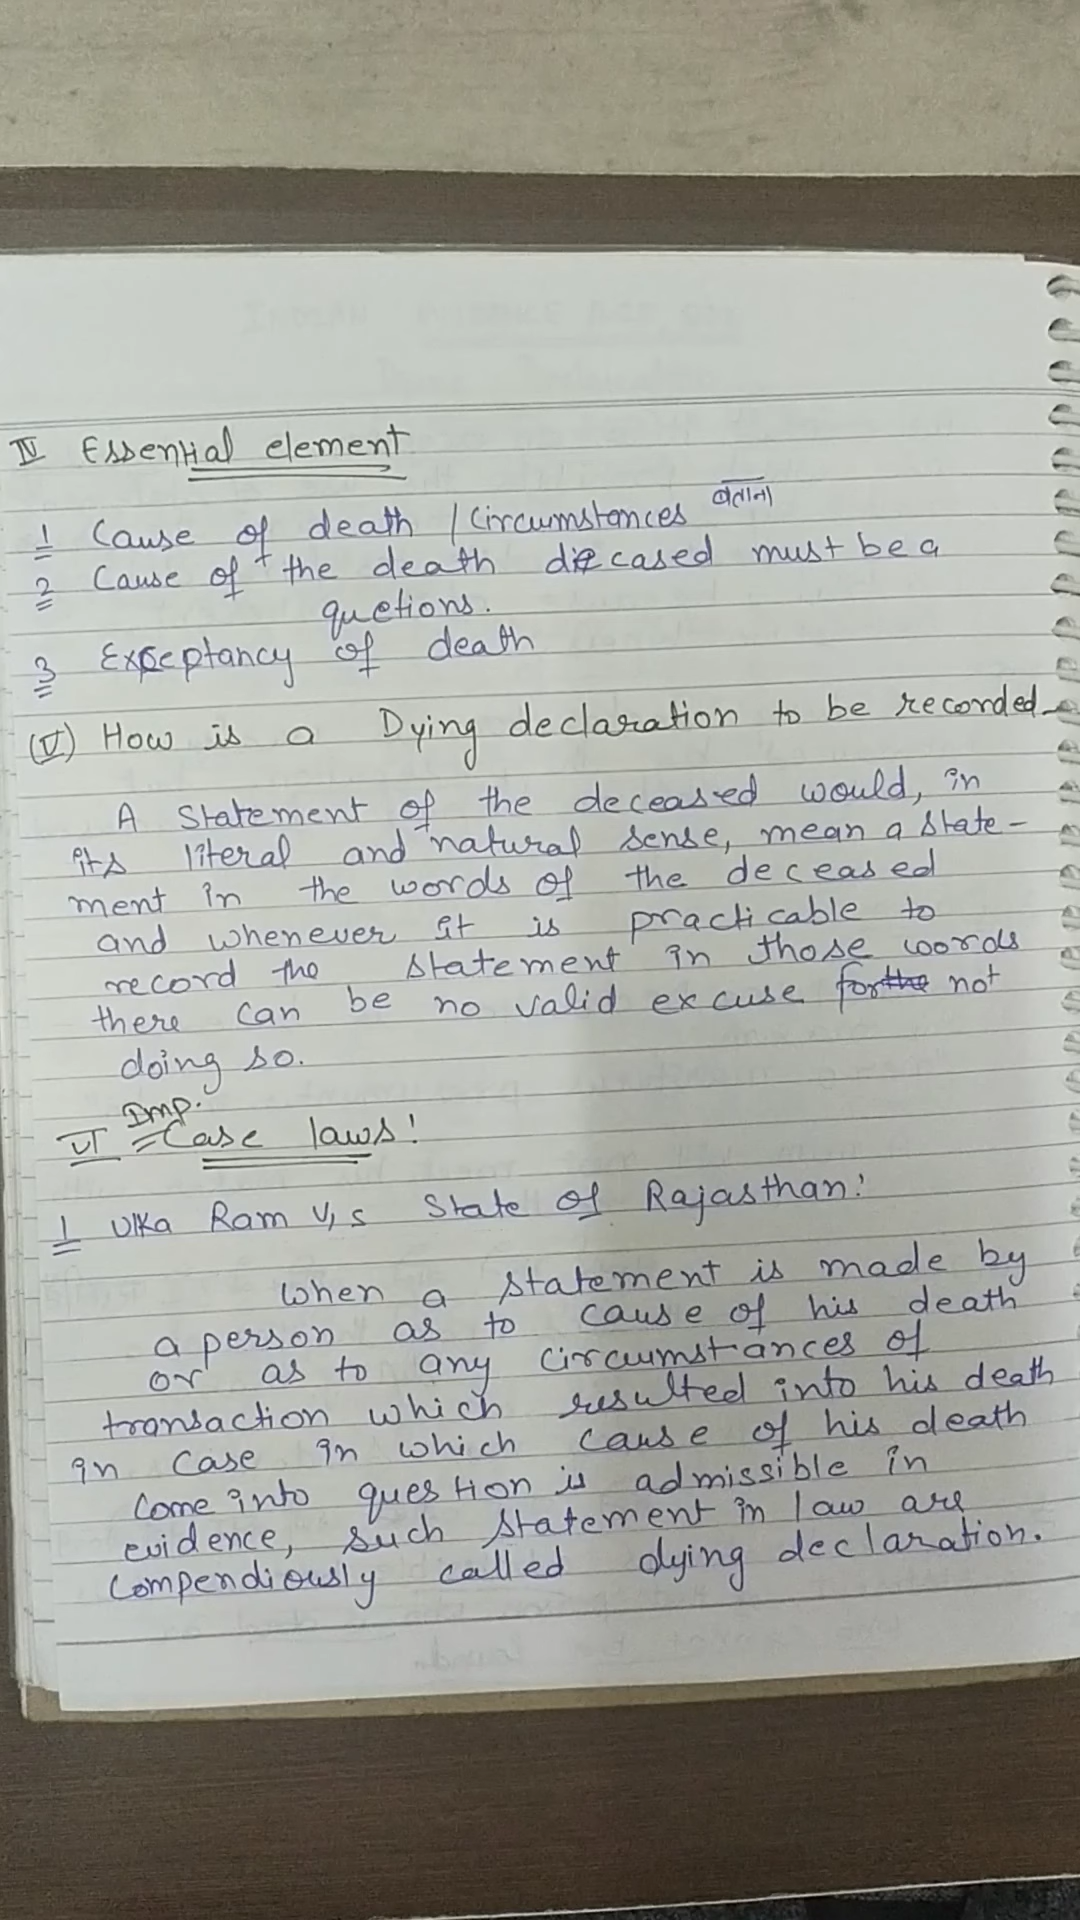 IV Essential element
1 Cause of death / Circumstances बताना
2 Cause of the death dicased must be a
quetions.
3 Expceptancy of death
(V) How is a Dying declaration to be recorded
A Statement of the deceased would, in
its literal and natural sense, mean a state-
ment in the words of the deceased
and whenever it is practicable to
record the statement in those words
there can be no valid excuse for the not
doing so.
Imp.
VI Case laws!
1 Ulka Ram v,s State of Rajasthan:
When a statement is made by
a person as to cause of his death
or as to any circumstances of
transaction which resulted into his death
in case in which cause of his death
come into question is admissible in
evidence, such statement in law are
compendiously called dying declaration.